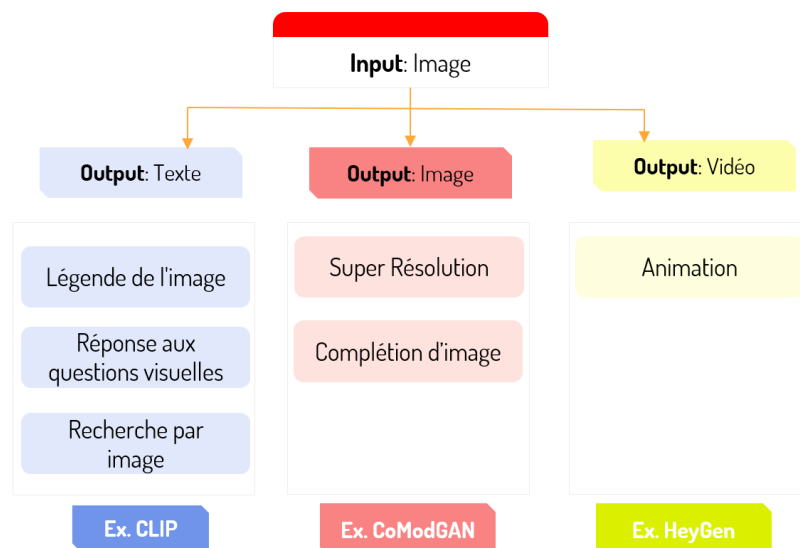 Input: Image
Output: Texte
Output: Image
Output: Vidéo
Légende de l'image
Réponse aux
questions visuelles
Recherche par
image
Super Résolution
Complétion d’image
Animation
Ex. CLIP
Ex. CoModGAN
Ex. HeyGen